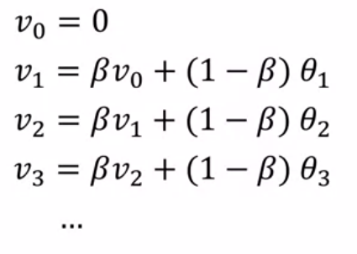 v₀ = 0
v₁ = βv₀ + (1 − β) θ₁
v₂ = βv₁ + (1 − β) θ₂
v₃ = βv₂ + (1 − β) θ₃
...